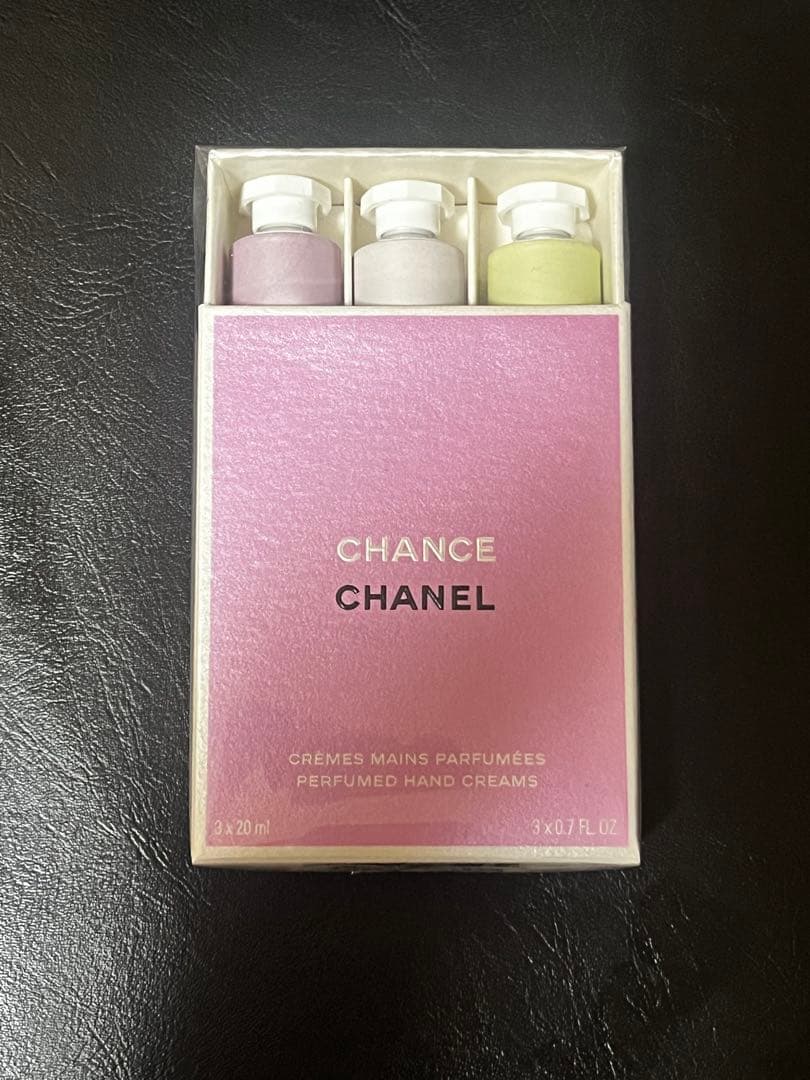 CHANCE
CHANEL
CRÈMES MAINS PARFUMÉES
PERFUMED HAND CREAMS
3 x 20 ml
3 x 0.7 FL. OZ.